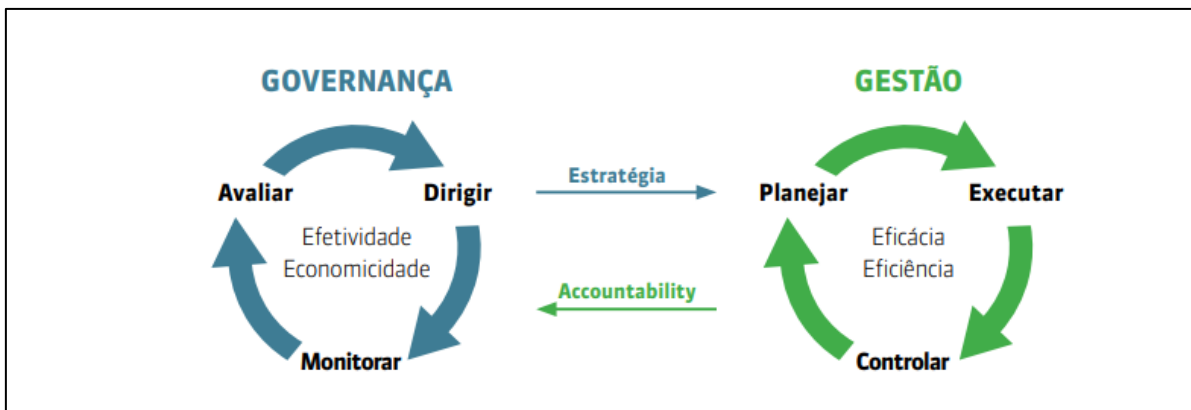 GOVERNANÇA
Avaliar
Dirigir
Efetividade
Economicidade
Monitorar
Estratégia
Accountability
GESTÃO
Planejar
Executar
Eficácia
Eficiência
Controlar